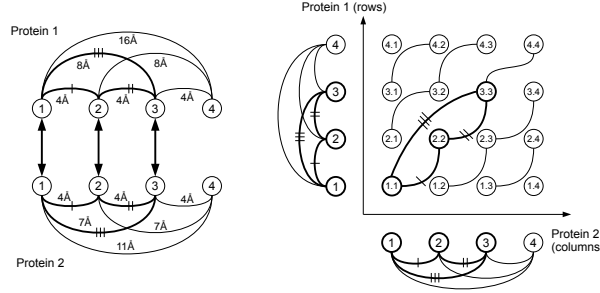 Protein 1 (rows)
Protein 1
16Å
8Å
8Å
4Å
4Å
4Å
1
2
3
4
1
2
3
4
4Å
4Å
4Å
7Å
7Å
11Å
Protein 2
4
3
2
1
4.1
4.2
4.3
4.4
3.1
3.2
3.3
3.4
2.1
2.2
2.3
2.4
1.1
1.2
1.3
1.4
1
2
3
4
Protein 2
(columns